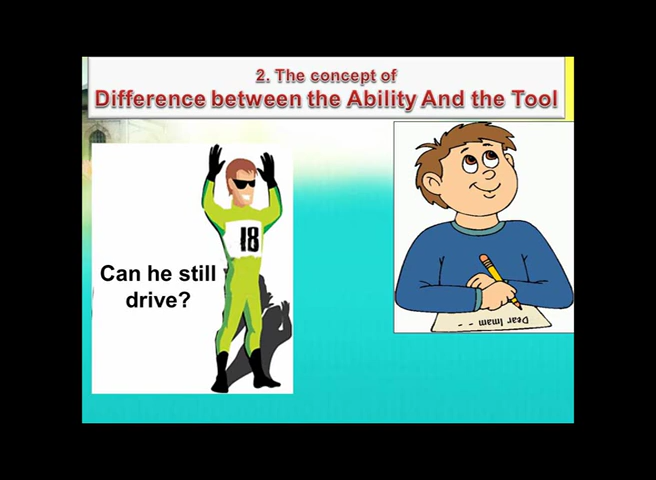 2. The concept of
Difference between the Ability And the Tool
18
Can he still
drive?
Dear Imam - -